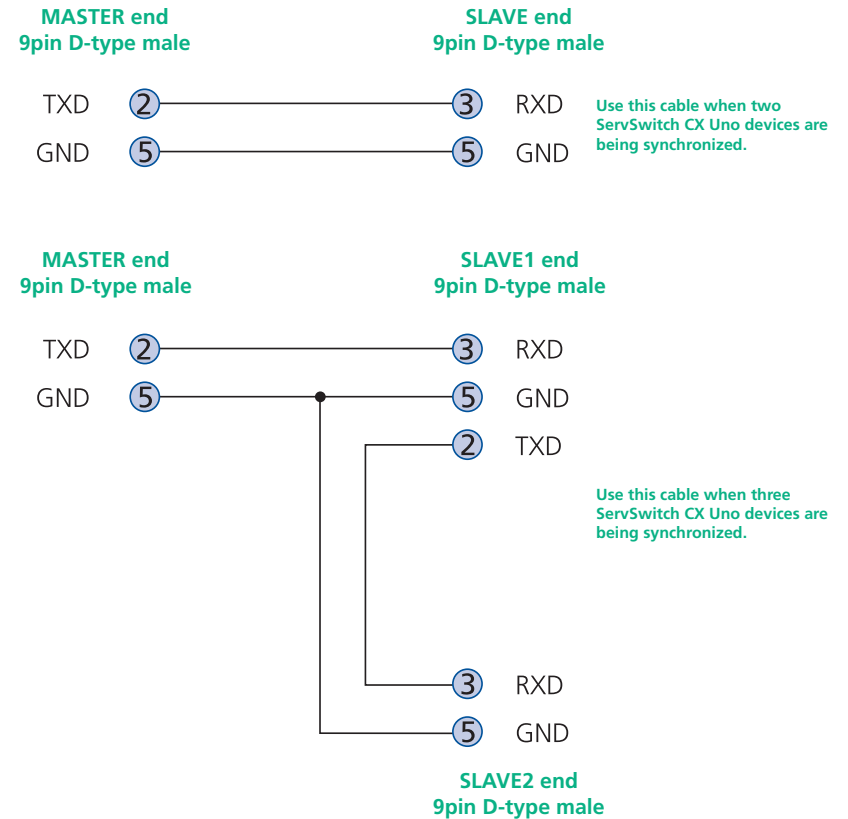 MASTER end
9pin D-type male
SLAVE end
9pin D-type male
TXD 2 3 RXD
GND 5 5 GND
Use this cable when two
ServSwitch CX Uno devices are
being synchronized.
MASTER end
9pin D-type male
SLAVE1 end
9pin D-type male
TXD 2 3 RXD
GND 5 5 GND
2 TXD
Use this cable when three
ServSwitch CX Uno devices are
being synchronized.
3 RXD
5 GND
SLAVE2 end
9pin D-type male